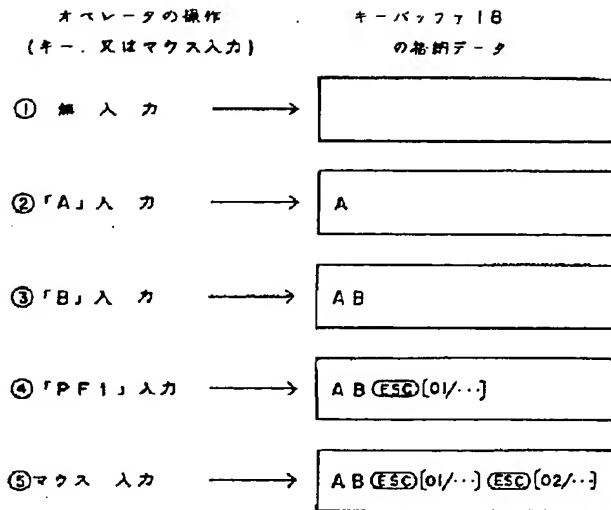 オペレータの操作
(キー、又はマウス入力)
キーバッファ18
の格納データ
① 無入力
② 「A」入力
A
③ 「B」入力
AB
④ 「PF1」入力
AB(ESC)[01/…]
⑤ マウス 入力
AB(ESC)[01/…](ESC)[02/…]